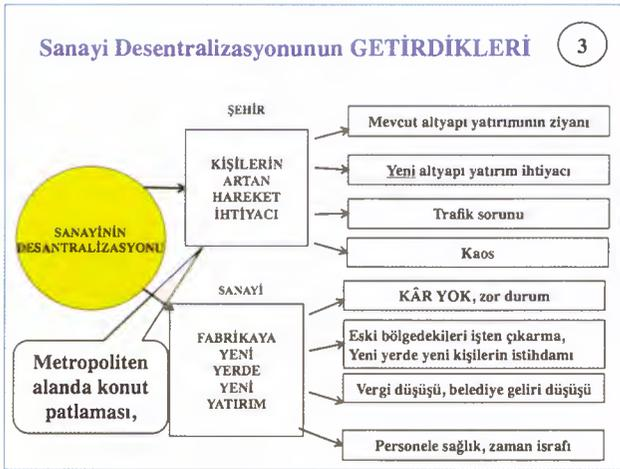 Sanayi Desentralizasyonunun GETİRDİKLERİ
3
ŞEHİR
KİŞİLERİN
ARTAN
HAREKET
İHTİYACI
Mevcut altyapı yatırımının ziyanı
Yeni altyapı yatırım ihtiyacı
Trafik sorunu
Kaos
SANAYİNİN
DESANTRALİZASYONU
SANAYİ
FABRİKAYA
YENİ
YERDE
YENİ
YATIRIM
KÂR YOK, zor durum
Eski bölgedekileri işten çıkarma,
Yeni yerde yeni kişilerin istihdamı
Vergi düşüşü, belediye geliri düşüşü
Personele sağlık, zaman israfı
Metropoliten
alanda konut
patlaması,